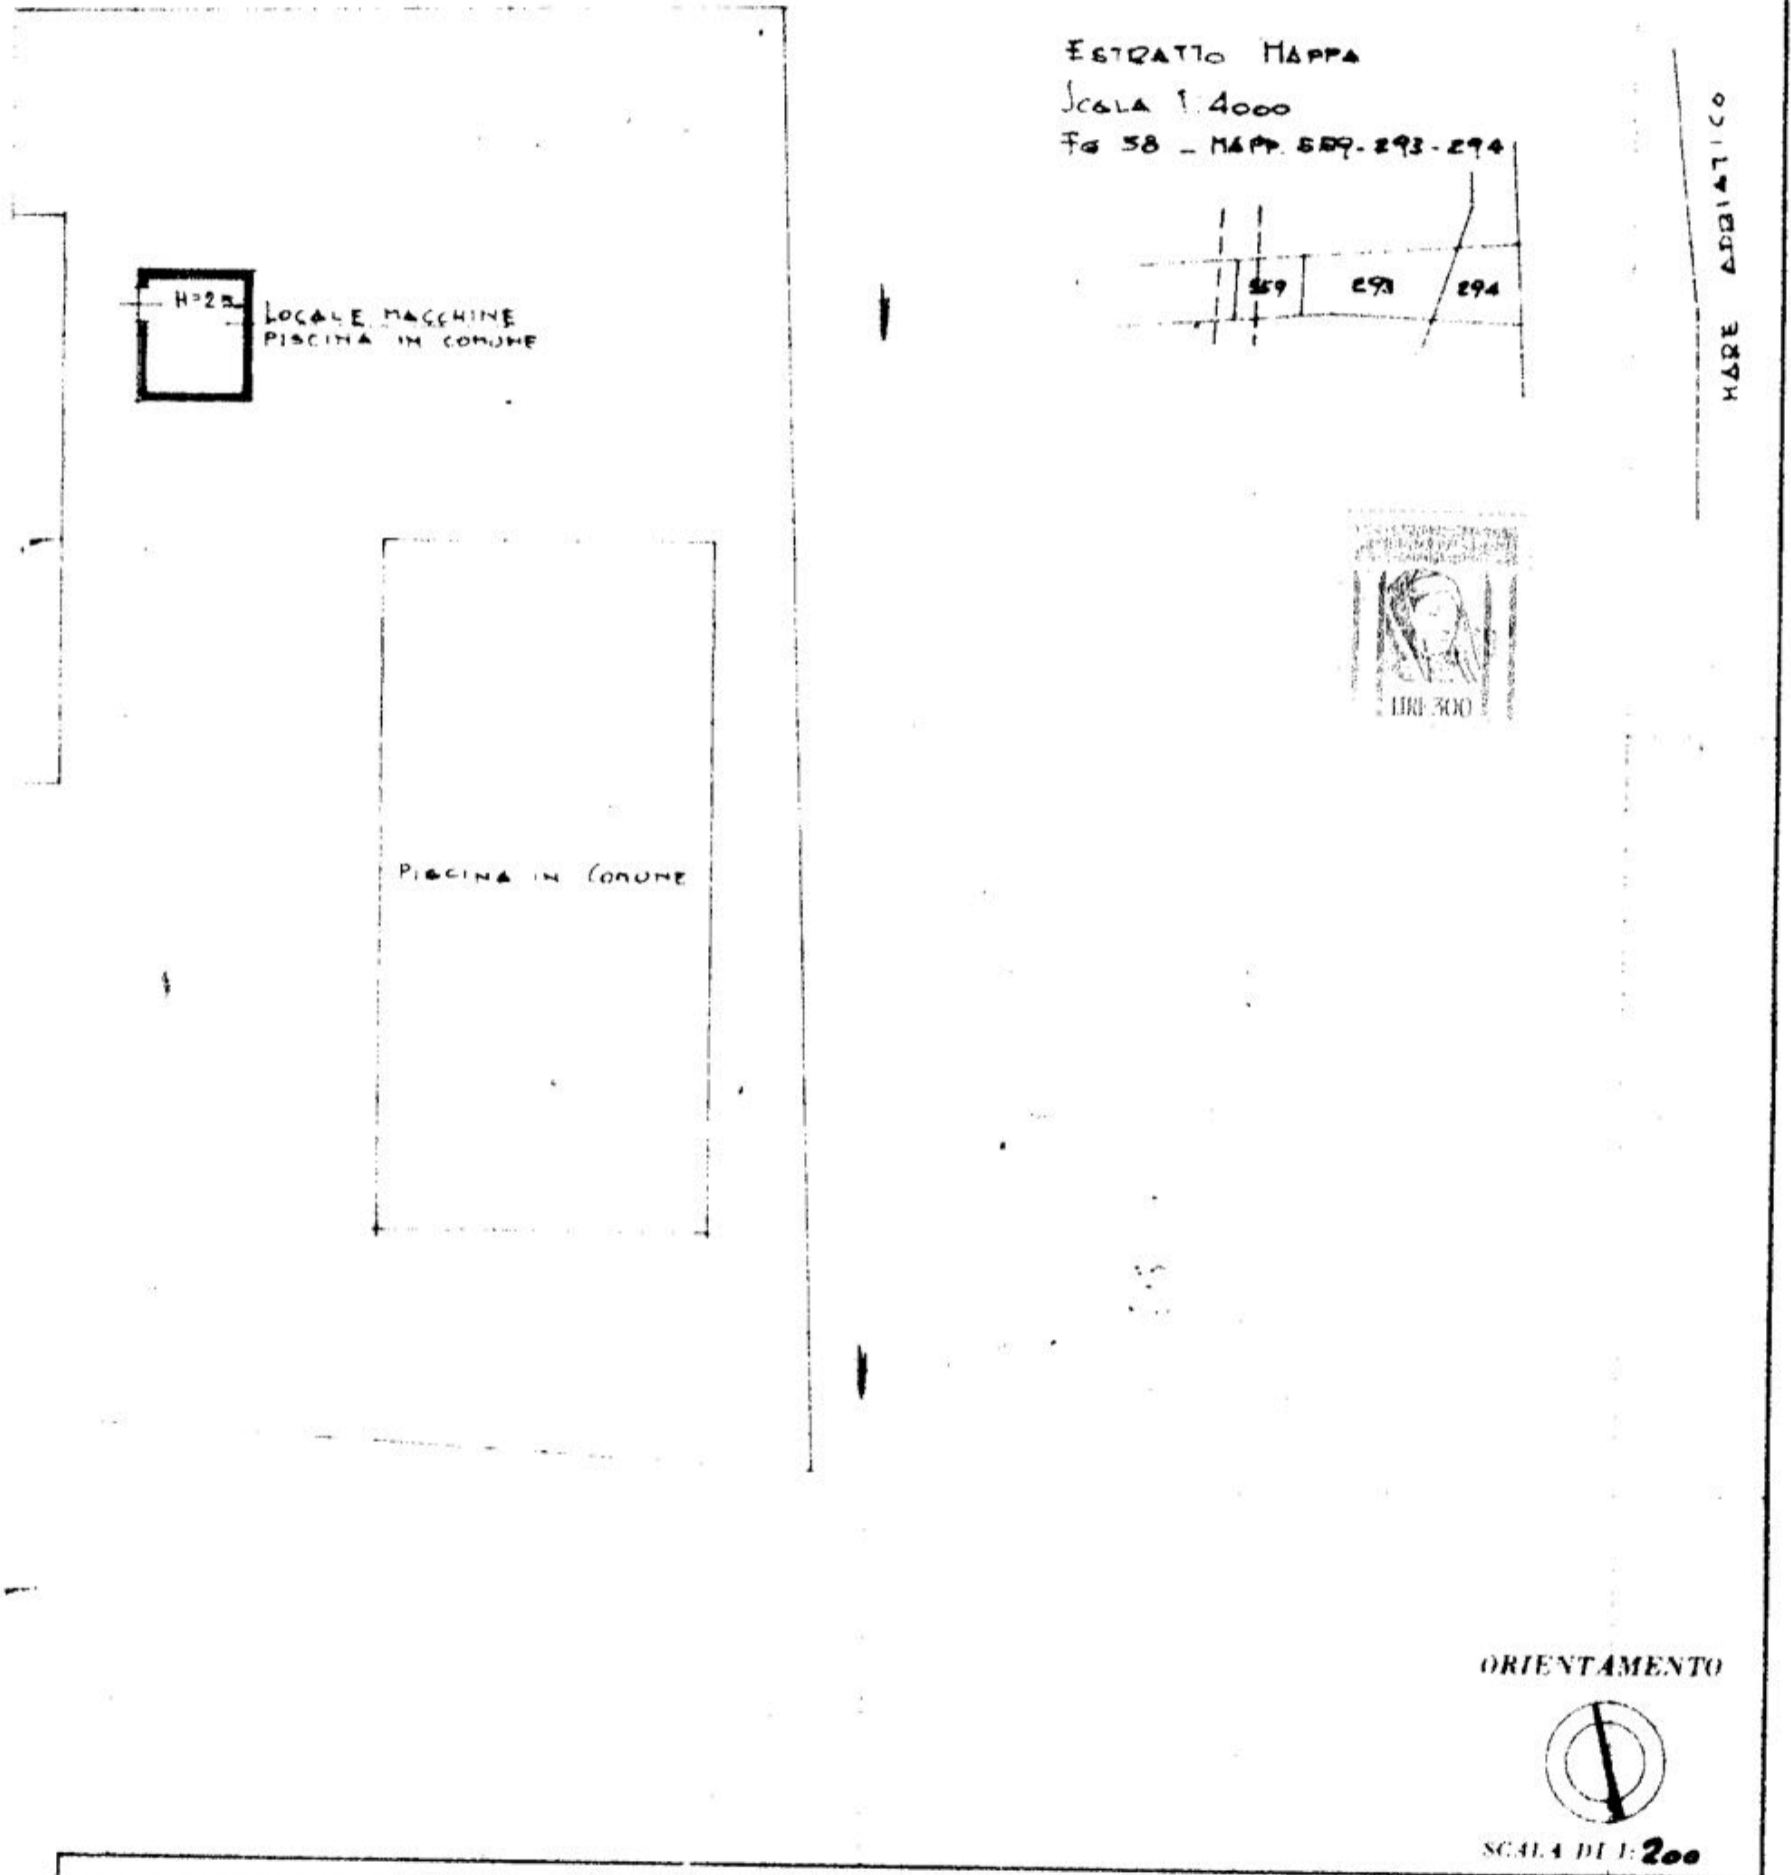 ESTRATTO MAPPA
SCALA 1:4000
FG 58 - MAPP. 559-293-294
559 293 294
MARE ADRIATICO
H=2
LOCALE MACCHINE
PISCINA IN COMUNE
LIRE 300
PISCINA IN COMUNE
ORIENTAMENTO
SCALA DI 1:200